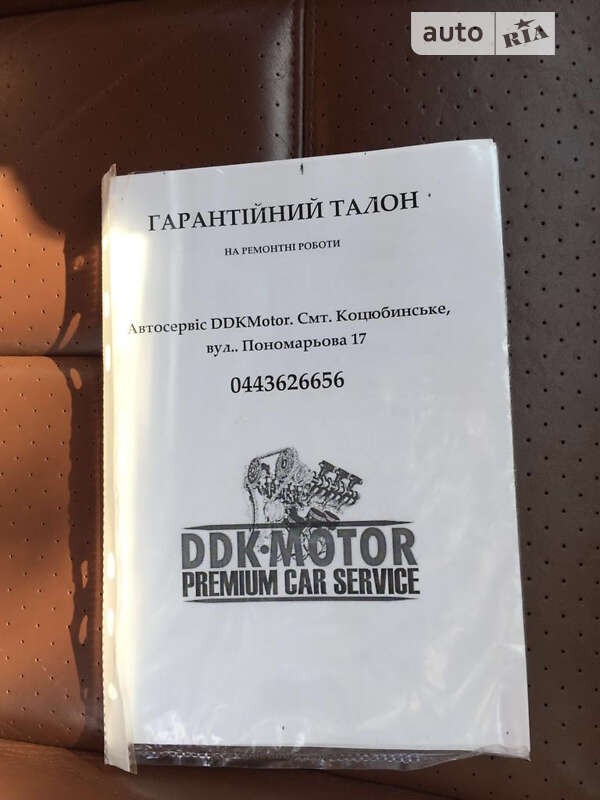 auto RIA
ГАРАНТІЙНИЙ ТАЛОН
НА РЕМОНТНІ РОБОТИ
Автосервіс DDKMotor. Смт. Коцюбинське,
вул.. Пономарьова 17
0443626656
DDK·MOTOR
PREMIUM CAR SERVICE